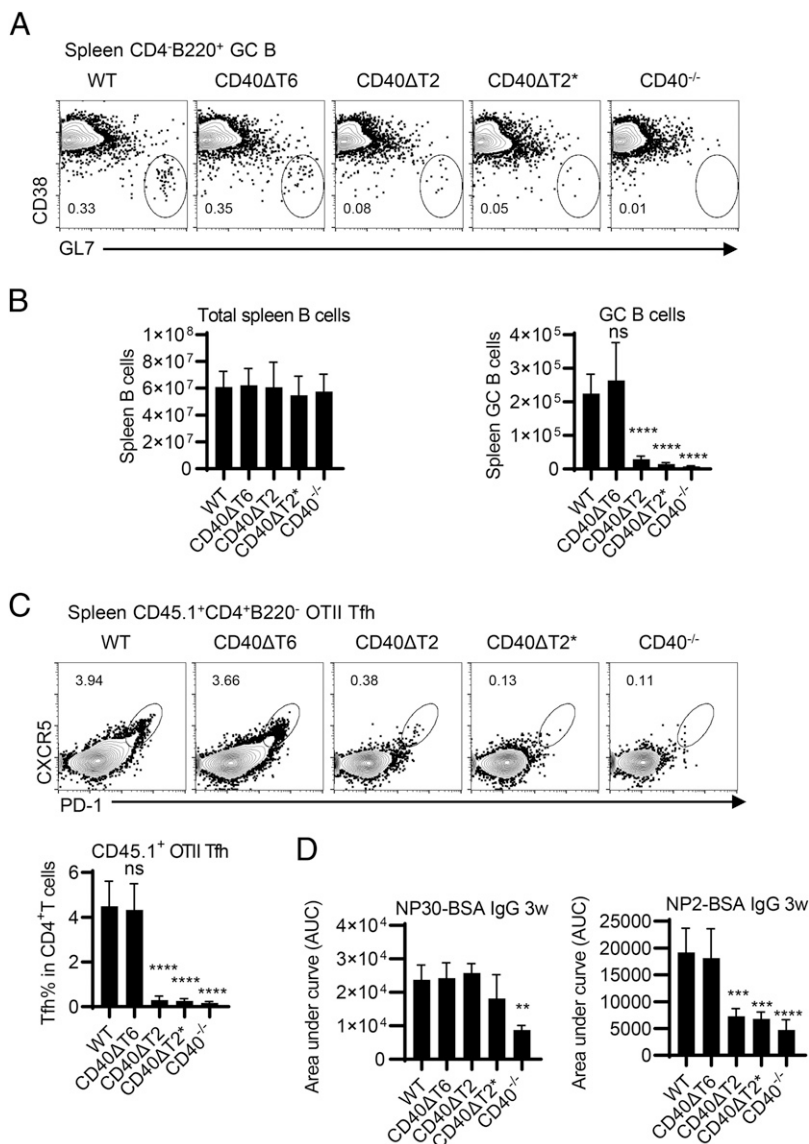 A
Spleen CD4⁻B220⁺ GC B
WT CD40ΔT6 CD40ΔT2 CD40ΔT2* CD40⁻/⁻
CD38
0.33 0.35 0.08 0.05 0.01
GL7
B
Total spleen B cells
Spleen B cells
1×10⁸
8×10⁷
6×10⁷
4×10⁷
2×10⁷
0
WT CD40ΔT6 CD40ΔT2 CD40ΔT2* CD40⁻/⁻
GC B cells
Spleen GC B cells
4×10⁵
3×10⁵
2×10⁵
1×10⁵
0
ns **** **** ****
WT CD40ΔT6 CD40ΔT2 CD40ΔT2* CD40⁻/⁻
C
Spleen CD45.1⁺CD4⁺B220⁻ OTII Tfh
WT CD40ΔT6 CD40ΔT2 CD40ΔT2* CD40⁻/⁻
CXCR5
3.94 3.66 0.38 0.13 0.11
PD-1
CD45.1⁺ OTII Tfh
Tfh% in CD4⁺T cells
6
4
2
0
ns **** **** ****
WT CD40ΔT6 CD40ΔT2 CD40ΔT2* CD40⁻/⁻
D
NP30-BSA IgG 3w
Area under curve (AUC)
4×10⁴
3×10⁴
2×10⁴
1×10⁴
0
**
WT CD40ΔT6 CD40ΔT2 CD40ΔT2* CD40⁻/⁻
NP2-BSA IgG 3w
Area under curve (AUC)
25000
20000
15000
10000
5000
0
*** *** ****
WT CD40ΔT6 CD40ΔT2 CD40ΔT2* CD40⁻/⁻